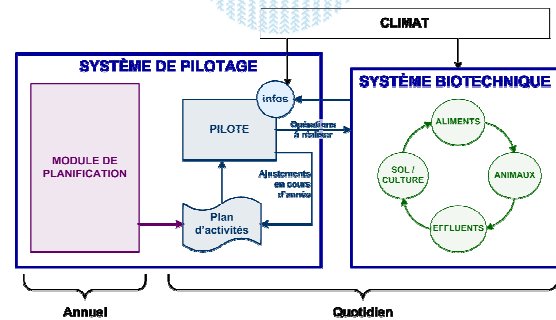 CLIMAT
SYSTÈME DE PILOTAGE
SYSTÈME BIOTECHNIQUE
infos
PILOTE
Opérations
à réaliser
MODULE DE
PLANIFICATION
Ajustements
en cours
d'année
Plan
d'activités
ALIMENTS
SOL /
CULTURE
ANIMAUX
EFFLUENTS
Annuel
Quotidien